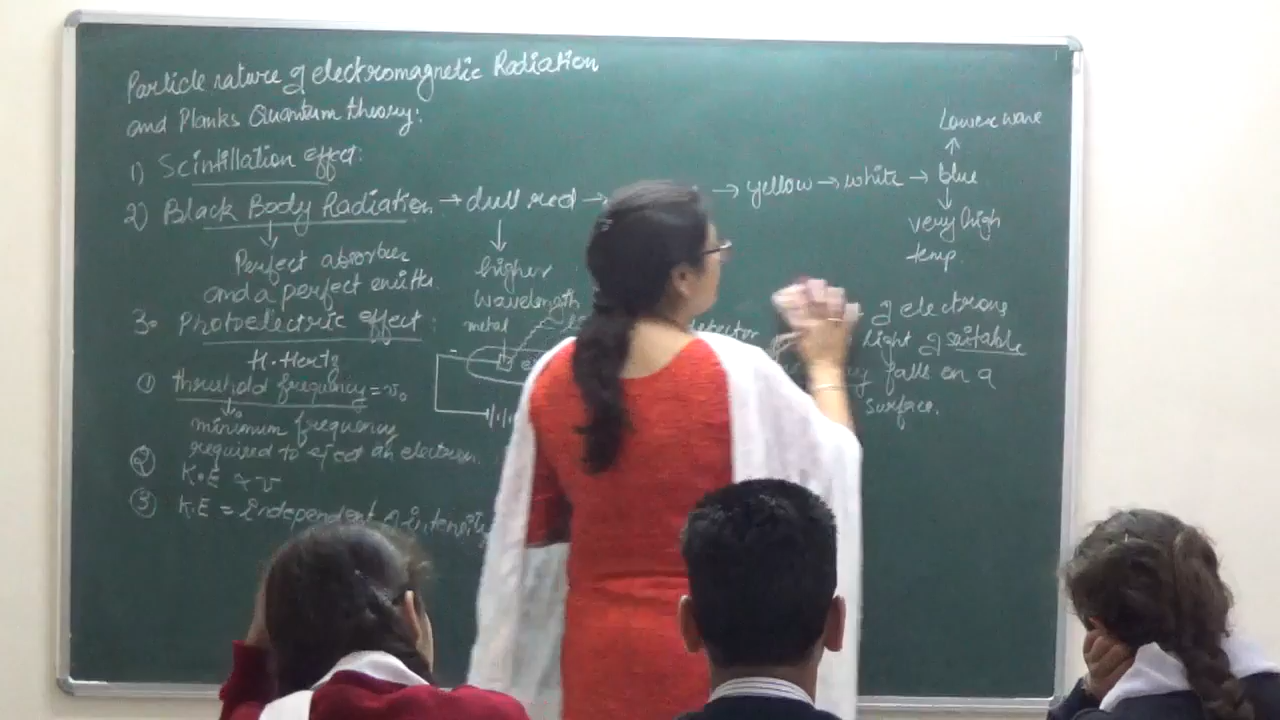 Particle nature of electromagnetic Radiation
and Planks Quantum theory:
1) Scintillation effect:
2) Black Body Radiation → dull red → → yellow → white → blue
↑
Lower wave
↓
very high
temp.
↓
Perfect absorber
and a perfect emitter.
↓
higher
wavelength
3. Photoelectric effect:
H. Hertz
metal
detector
of electrons
light of suitable
falls on a
surface.
① threshold frequency = ν₀
↓
minimum frequency
required to eject an electron.
② K.E ∝ ν
③ K.E = independent of intensity